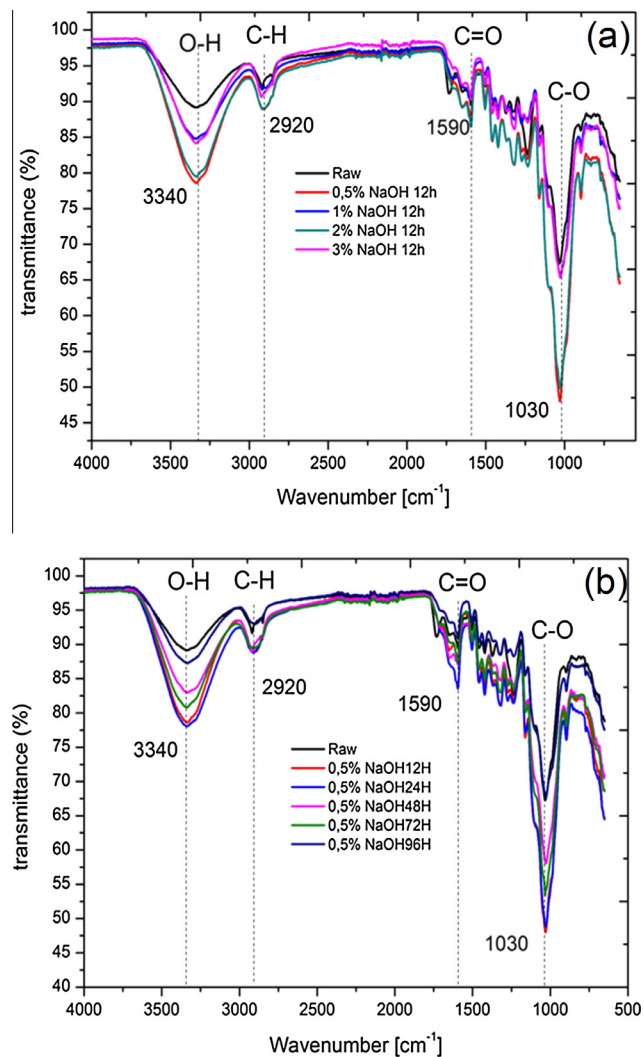 (a)
O-H
C-H
C=O
C-O
2920
1590
3340
1030
Raw
0,5% NaOH 12h
1% NaOH 12h
2% NaOH 12h
3% NaOH 12h
transmittance (%)
100
95
90
85
80
75
70
65
60
55
50
45
4000
3500
3000
2500
2000
1500
1000
Wavenumber [cm⁻¹]
(b)
O-H
C-H
C=O
C-O
2920
1590
3340
1030
Raw
0,5% NaOH12H
0,5% NaOH24H
0,5% NaOH48H
0,5% NaOH72H
0,5% NaOH96H
transmittance (%)
100
95
90
85
80
75
70
65
60
55
50
45
40
4000
3500
3000
2500
2000
1500
1000
500
Wavenumber [cm⁻¹]